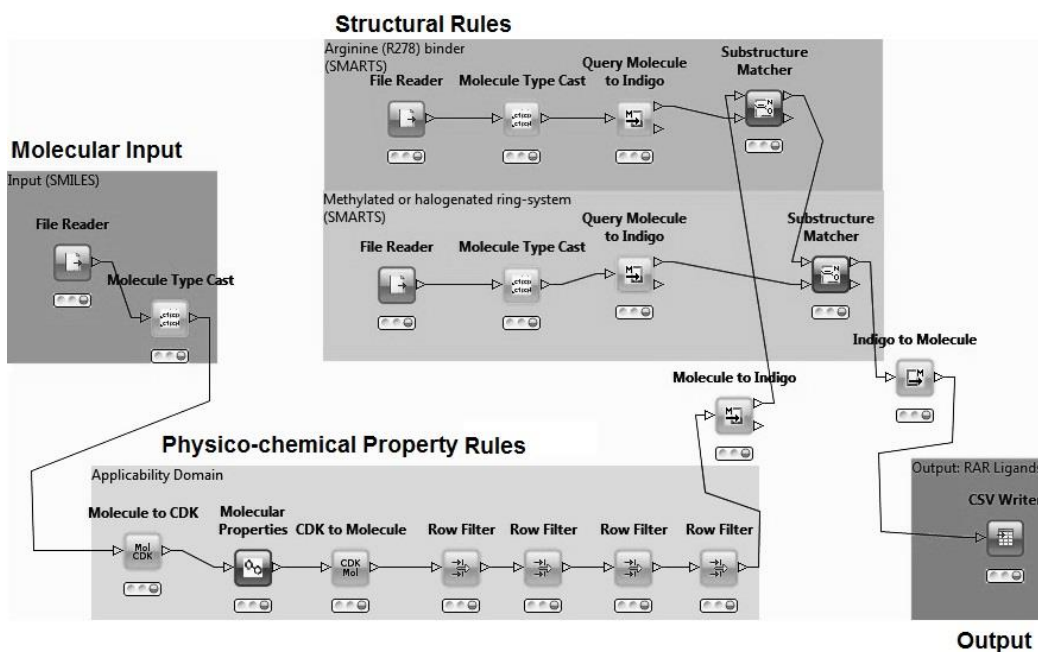 Structural Rules
Arginine (R278) binder
(SMARTS)
File Reader
Molecule Type Cast
Query Molecule
to Indigo
Substructure
Matcher
Molecular Input
Input (SMILES)
File Reader
Molecule Type Cast
Methylated or halogenated ring-system
(SMARTS)
File Reader
Molecule Type Cast
Query Molecule
to Indigo
Substructure
Matcher
Indigo to Molecule
Molecule to Indigo
Physico-chemical Property Rules
Applicability Domain
Molecule to CDK
Mol
CDK
Molecular
Properties
CDK to Molecule
CDK
Mol
Row Filter
Row Filter
Row Filter
Row Filter
Output: RAR Ligands
CSV Writer
Output